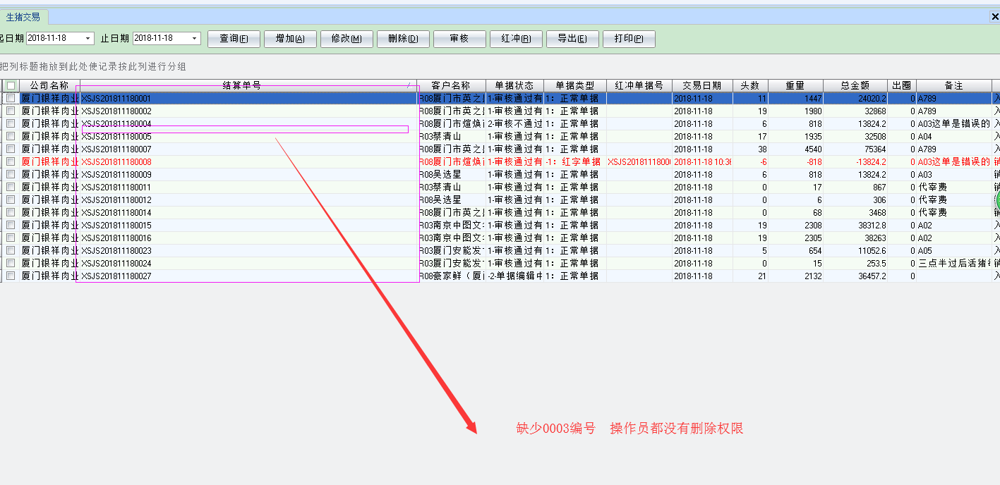 生猪交易
起日期 2018-11-18 止日期 2018-11-18 查询(F) 增加(A) 修改(M) 删除(D) 审核 红冲(R) 导出(E) 打印(P)
把列标题拖放到此处使记录按此列进行分组
公司名称 结算单号 客户名称 单据状态 单据类型 红冲单据号 交易日期 头数 重量 总金额 出圈 备注
厦门银祥肉业 XSJS201811180001 R08厦门市英之 1-审核通过有 1：正常单据 2018-11-18 11 1447 24020.2 0 A789 入
厦门银祥肉业 XSJS201811180002 R08厦门市英之 1-审核通过有 1：正常单据 2018-11-18 19 1980 32868 0 A789 入
厦门银祥肉业 XSJS201811180004 R08厦门市煊焕 2-审核不通过 1：正常单据 2018-11-18 6 818 13824.2 0 A03这单是错误的 入
厦门银祥肉业 XSJS201811180005 R03蔡清山 1-审核通过有 1：正常单据 2018-11-18 17 1935 32508 0 A04 入
厦门银祥肉业 XSJS201811180007 R08厦门市英之 1-审核通过有 1：正常单据 2018-11-18 38 4540 75364 0 A789 入
厦门银祥肉业 XSJS201811180008 R08厦门市煊焕 1-审核通过有 -1：红字单据 XSJS20181118000 2018-11-18 10:36 -6 -818 -13824.2 0 A03这单是错误的 销
厦门银祥肉业 XSJS201811180009 R08吴选星 1-审核通过有 1：正常单据 2018-11-18 6 818 13824.2 0 A03 销
厦门银祥肉业 XSJS201811180011 R03蔡清山 1-审核通过有 1：正常单据 2018-11-18 0 17 867 0 代宰费 销
厦门银祥肉业 XSJS201811180012 R08吴选星 1-审核通过有 1：正常单据 2018-11-18 0 6 306 0 代宰费
厦门银祥肉业 XSJS201811180014 R08厦门市英之 1-审核通过有 1：正常单据 2018-11-18 0 68 3468 0 代宰费 销
厦门银祥肉业 XSJS201811180015 R03南京中图文 1-审核通过有 1：正常单据 2018-11-18 19 2308 38312.8 0 A02 入
厦门银祥肉业 XSJS201811180016 R03南京中图文 1-审核通过有 1：正常单据 2018-11-18 19 2305 38263 0 A02 入
厦门银祥肉业 XSJS201811180023 R03厦门安能发 1-审核通过有 1：正常单据 2018-11-18 5 654 11052.6 0 A05 入
厦门银祥肉业 XSJS201811180024 R03厦门安能发 1-审核通过有 1：正常单据 2018-11-18 0 15 253.5 0 三点半过后活猪 销
厦门银祥肉业 XSJS201811180027 R08豪家鲜（厦 -2-单据编辑中 1：正常单据 2018-11-18 21 2132 36457.2 0 入
缺少0003编号 操作员都没有删除权限